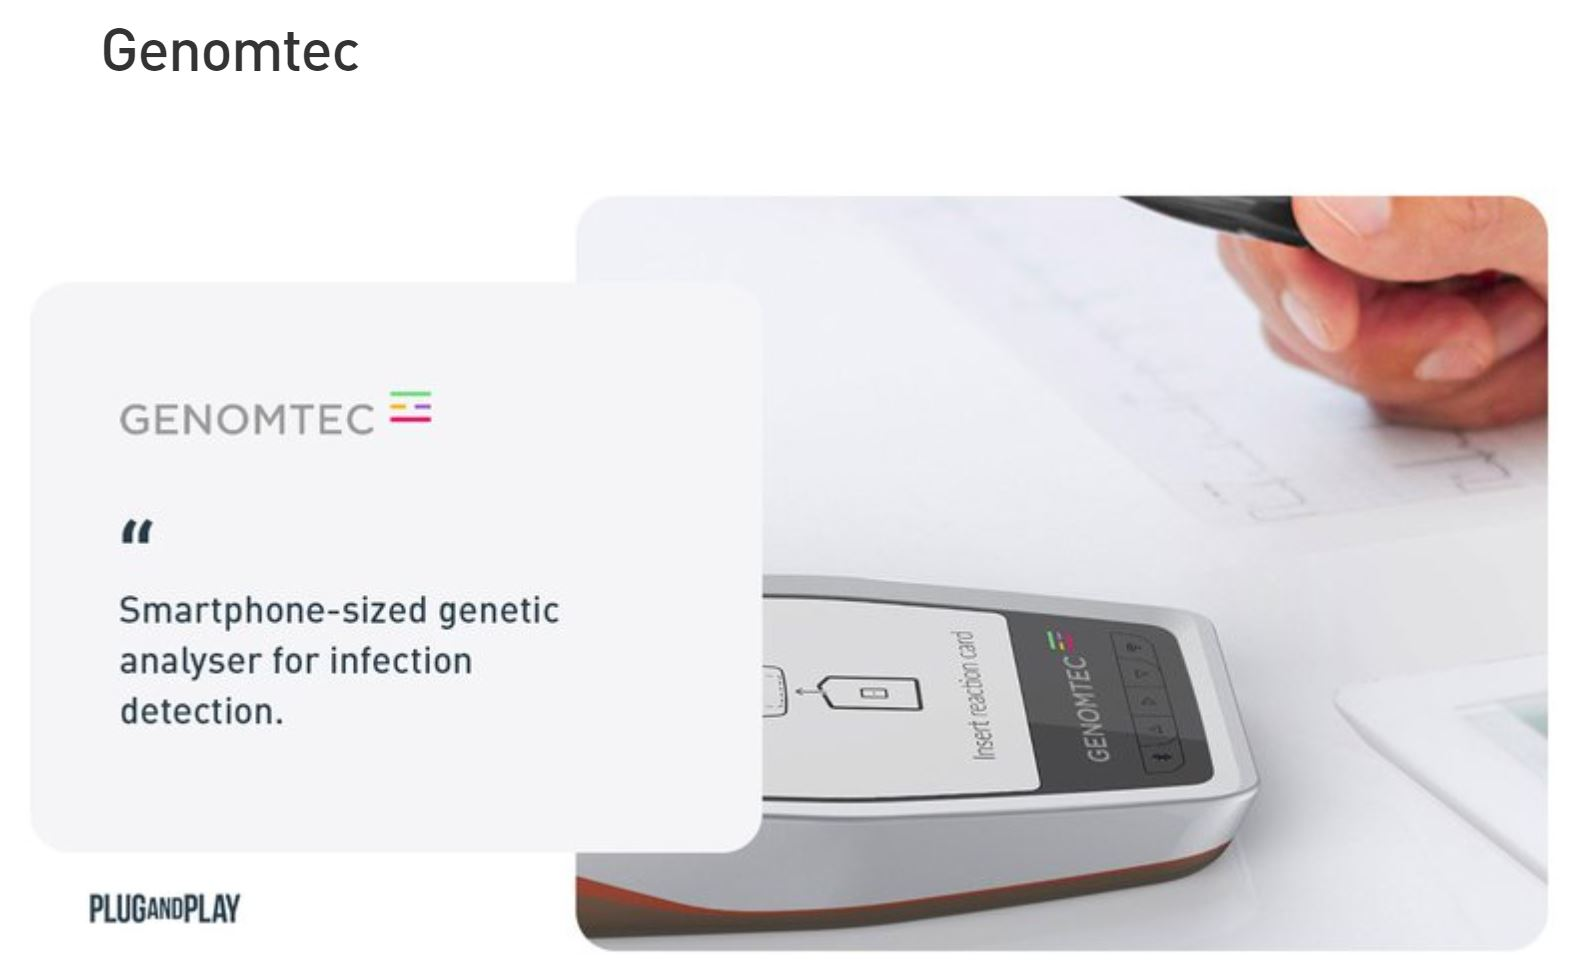 Genomtec
GENOMTEC
“
Smartphone-sized genetic
analyser for infection
detection.
PLUGANDPLAY
Insert reaction card
GENOMTEC